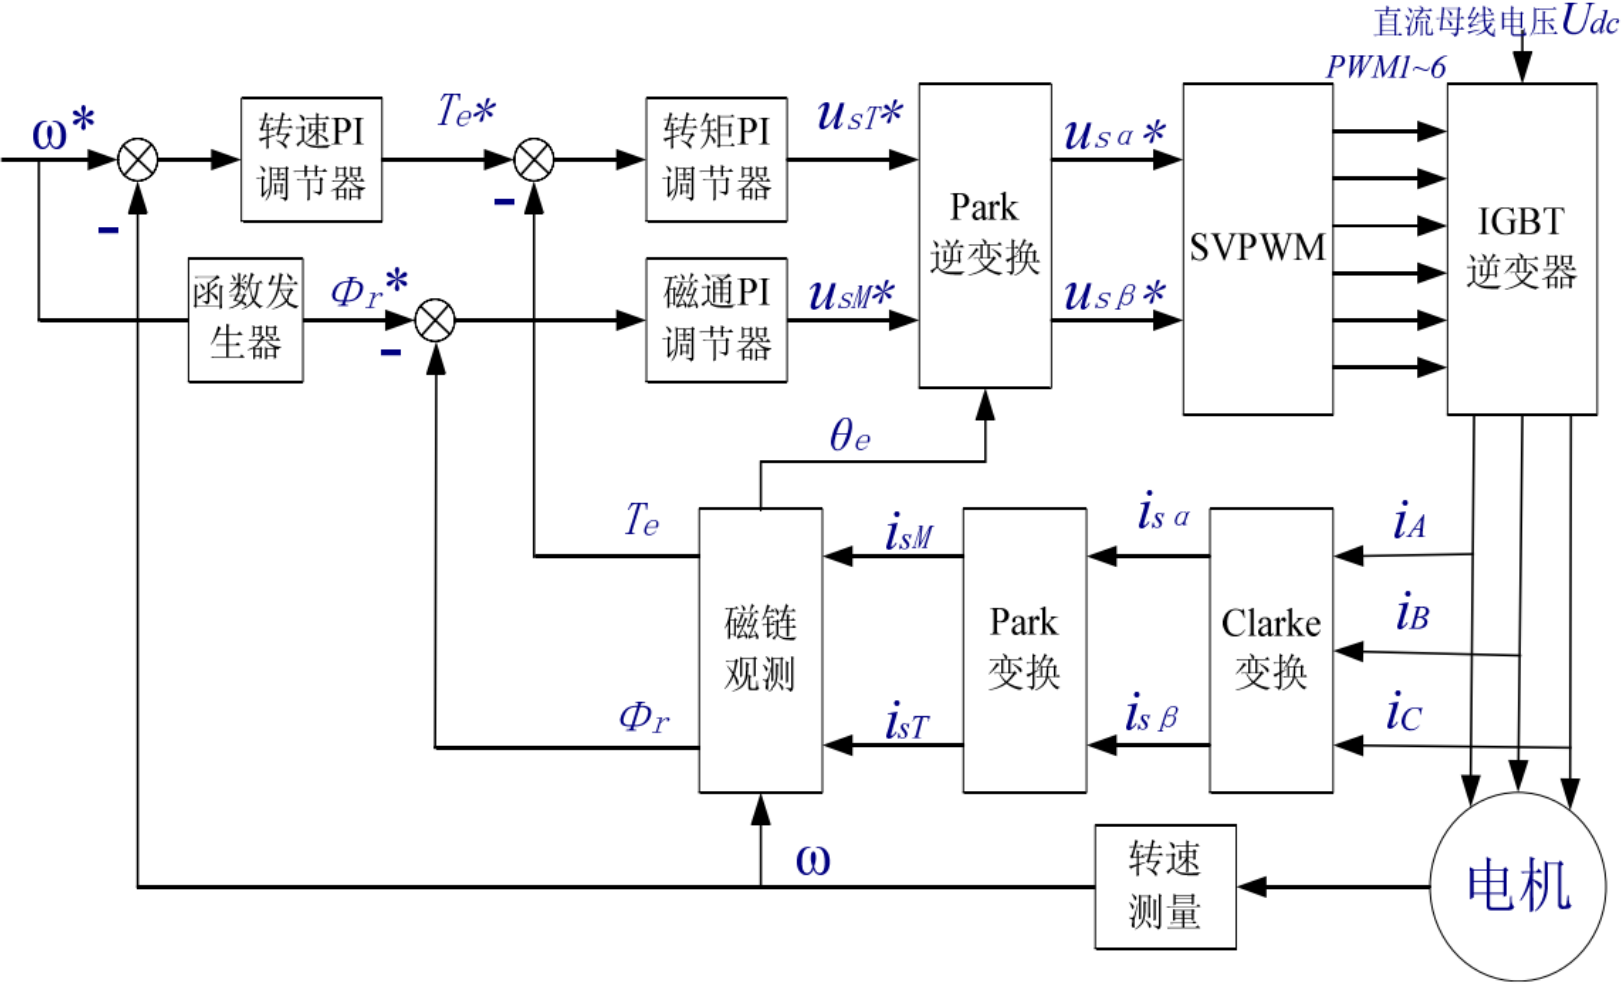 直流母线电压Udc
PWM1~6
ω*
转速PI
调节器
Te*
转矩PI
调节器
usT*
Park
逆变换
usα*
SVPWM
IGBT
逆变器
-
-
函数发
生器
Φr*
-
磁通PI
调节器
usM*
usβ*
θe
Te
磁链
观测
isM
Park
变换
isα
Clarke
变换
iA
iB
Φr
isT
isβ
iC
ω
转速
测量
电机